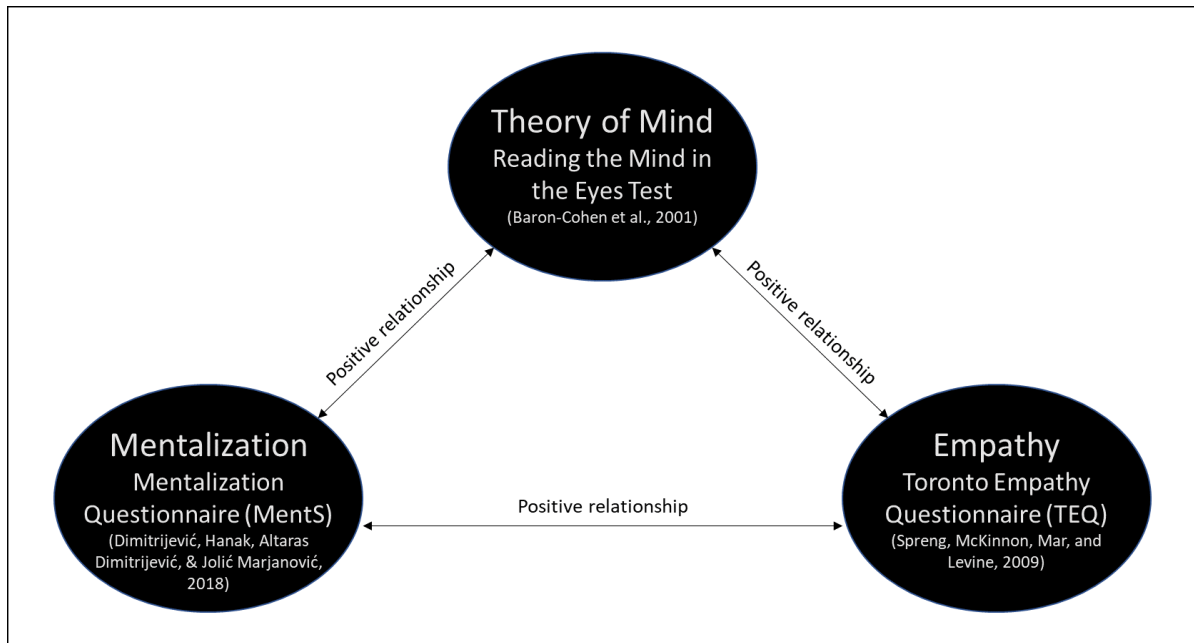 Theory of Mind
Reading the Mind in
the Eyes Test
(Baron-Cohen et al., 2001)
Positive relationship
Positive relationship
Mentalization
Mentalization
Questionnaire (MentS)
(Dimitrijević, Hanak, Altaras
Dimitrijević, & Jolić Marjanović,
2018)
Positive relationship
Empathy
Toronto Empathy
Questionnaire (TEQ)
(Spreng, McKinnon, Mar, and
Levine, 2009)